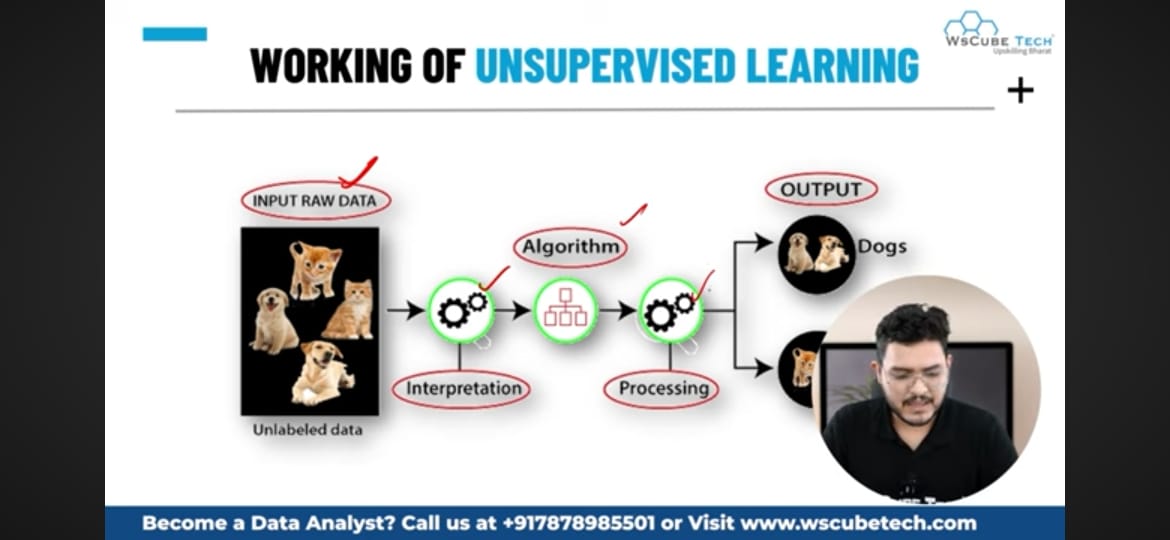 WsCube Tech
Upskilling Bharat
WORKING OF UNSUPERVISED LEARNING
INPUT RAW DATA
OUTPUT
Algorithm
Dogs
Interpretation
Processing
Unlabeled data
Become a Data Analyst? Call us at +917878985501 or Visit www.wscubetech.com